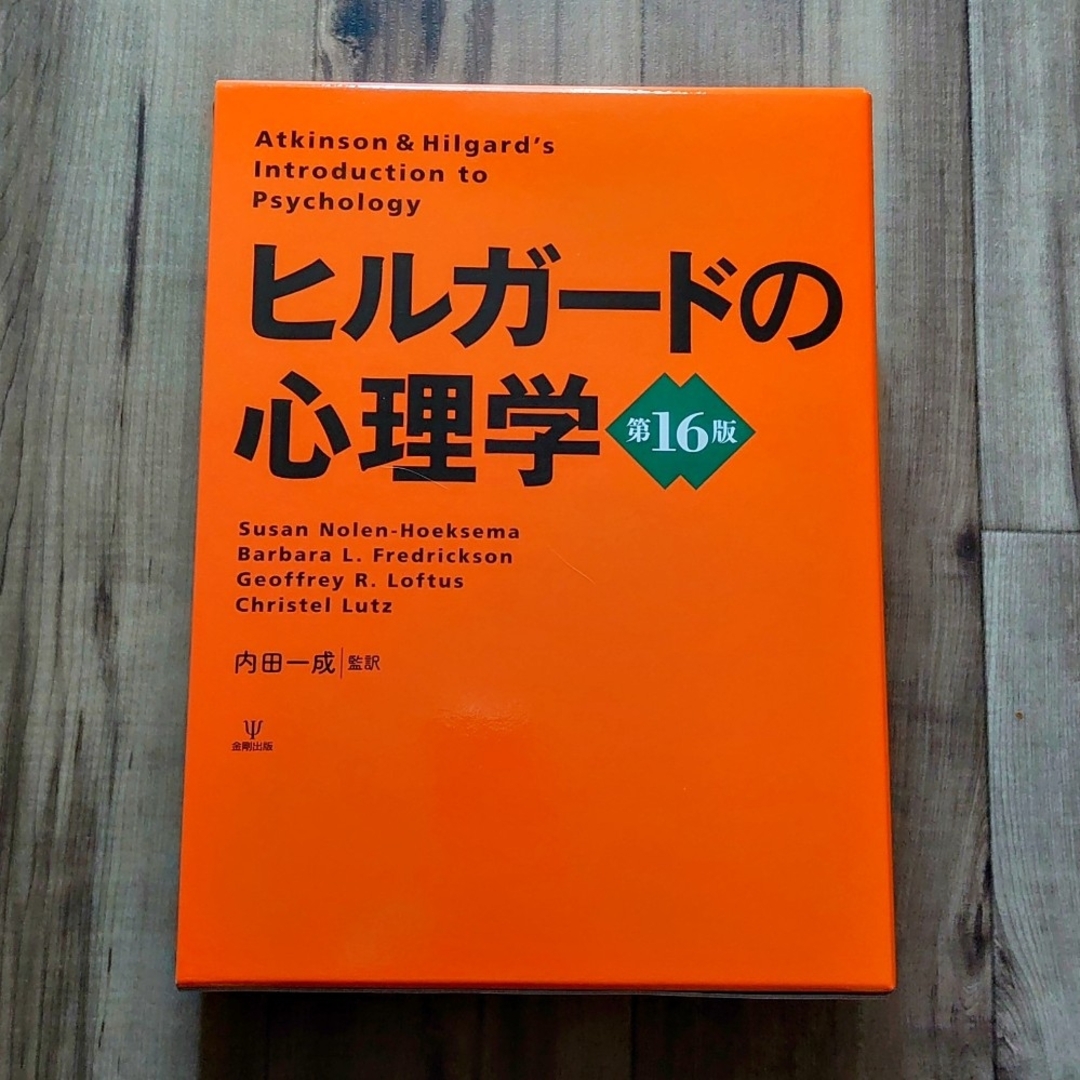 Atkinson & Hilgard's
Introduction to
Psychology
ヒルガードの
心理学
第16版
Susan Nolen-Hoeksema
Barbara L. Fredrickson
Geoffrey R. Loftus
Christel Lutz
内田一成 監訳
Ψ
金剛出版